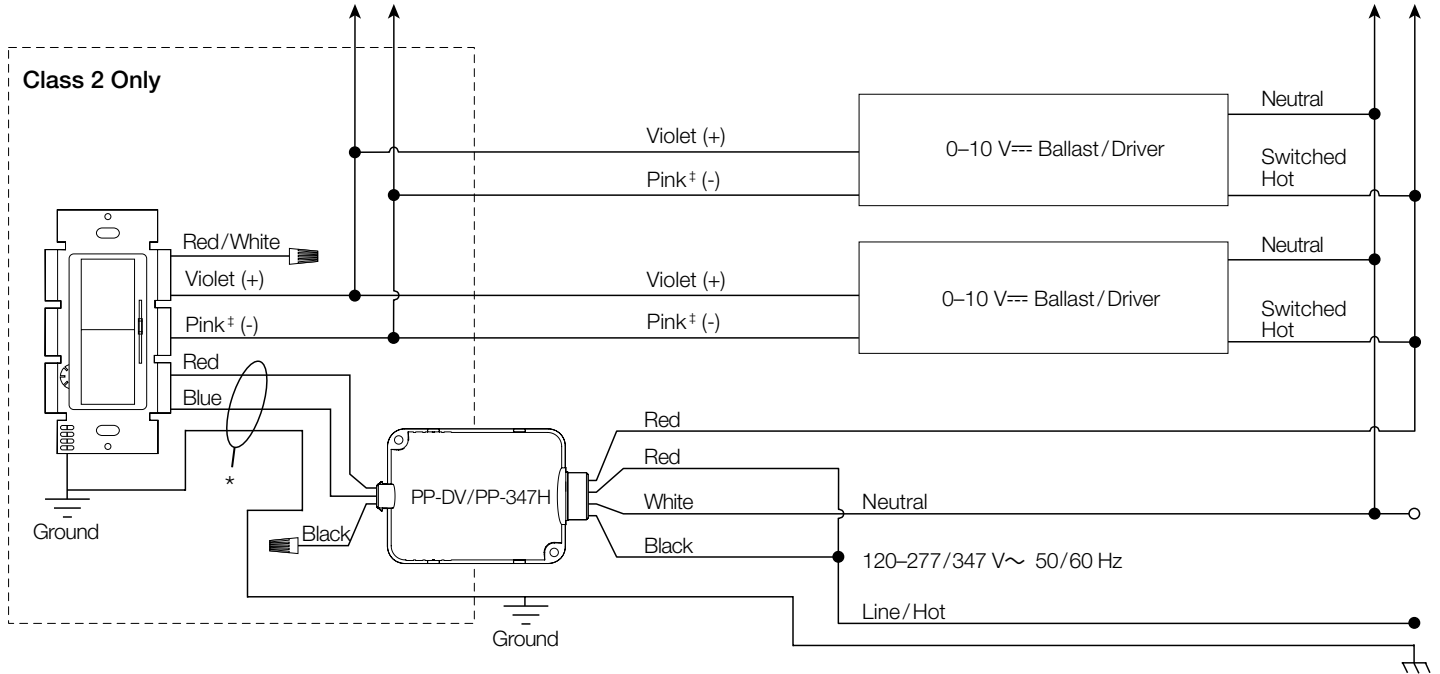 Class 2 Only
Neutral
Violet (+)
0–10 V⎓ Ballast/Driver
Switched
Hot
Pink‡ (-)
Red/White
Neutral
Violet (+)
Violet (+)
0–10 V⎓ Ballast/Driver
Switched
Hot
Pink‡ (-)
Pink‡ (-)
Red
Blue
Red
*
Red
PP-DV/PP-347H
White
Neutral
Ground
Black
Black
120–277/347 V~ 50/60 Hz
Line/Hot
Ground